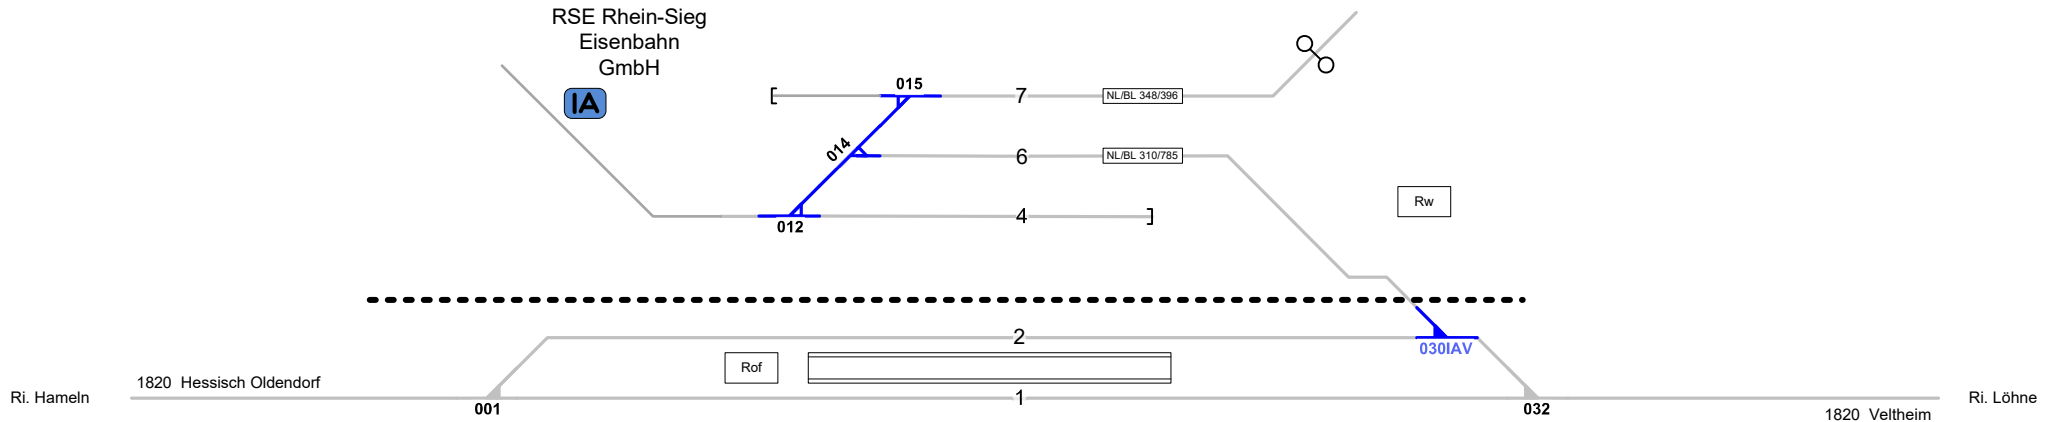 RSE Rhein-Sieg
Eisenbahn
GmbH
IA
015
7
NL/BL 348/396
014
6
NL/BL 310/785
Rw
4
012
2
030IAV
Rof
1820 Hessisch Oldendorf
Ri. Hameln
1
Ri. Löhne
001
032
1820 Veltheim